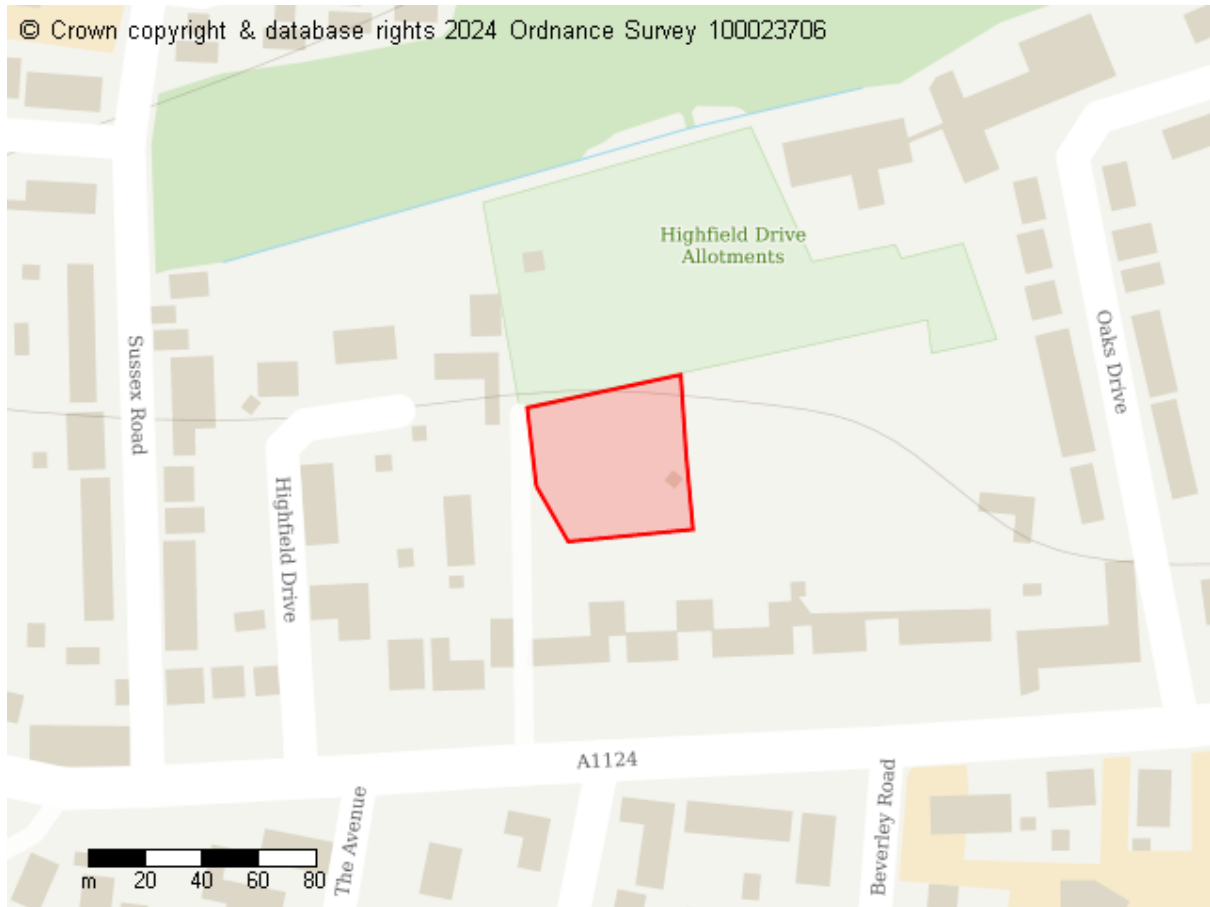 © Crown copyright & database rights 2024 Ordnance Survey 100023706
Highfield Drive
Allotments
Sussex Road
Oaks Drive
Highfield Drive
A1124
The Avenue
Beverley Road
m 20 40 60 80